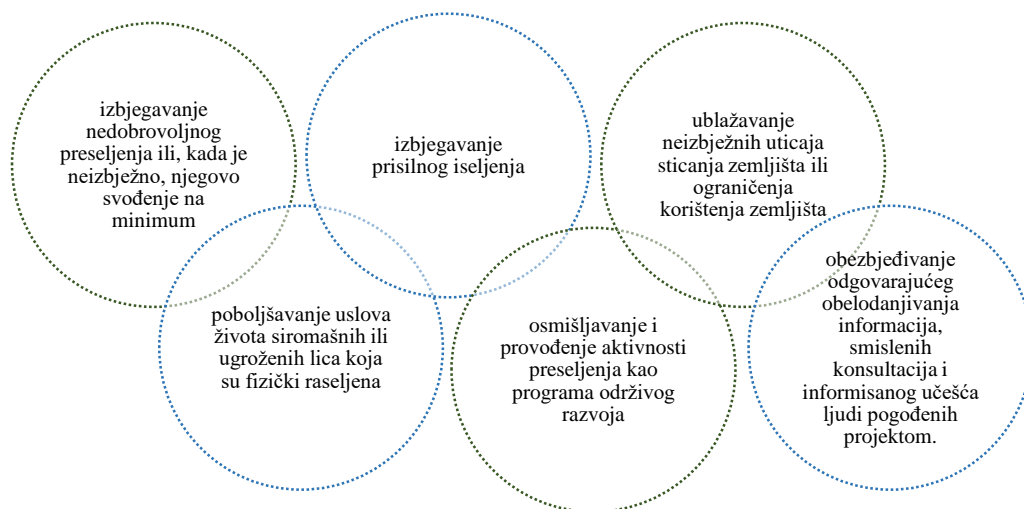 izbjegavanje
nedobrovoljnog
preseljenja ili, kada je
neizbježno, njegovo
svođenje na
minimum
poboljšavanje uslova
života siromašnih ili
ugroženih lica koja
su fizički raseljena
izbjegavanje
prisilnog iseljenja
osmišljavanje i
provođenje aktivnosti
preseljenja kao
programa održivog
razvoja
ublažavanje
neizbježnih uticaja
sticanja zemljišta ili
ograničenja
korištenja zemljišta
obezbjeđivanje
odgovarajućeg
obelodanjivanja
informacija,
smislenih
konsultacija i
informisanog učešća
ljudi pogođenih
projektom.